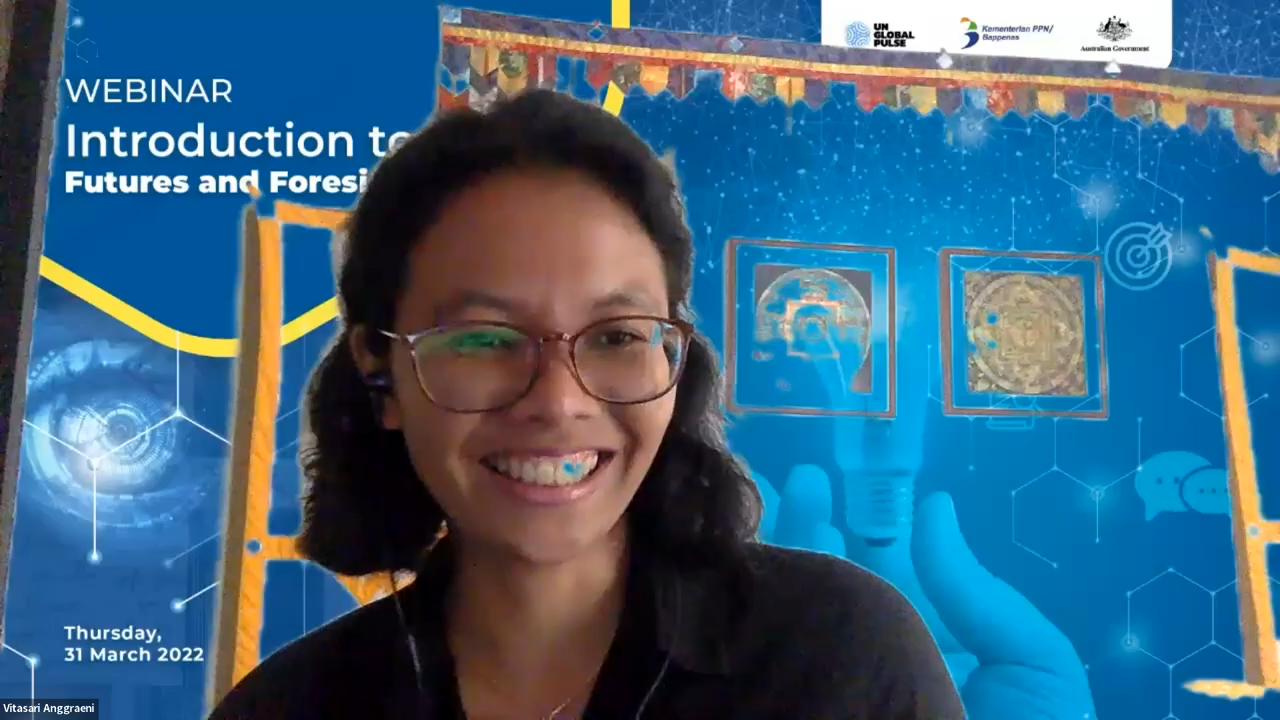 WEBINAR
Introduction to
Futures and Foresi
UN
GLOBAL
PULSE
Kementerian PPN/
Bappenas
Australian Government
Thursday,
31 March 2022
Vitasari Anggraeni